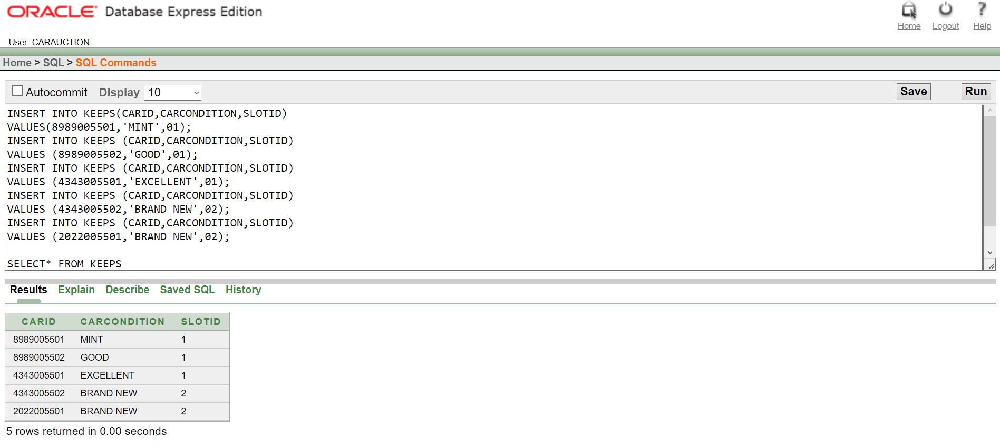 ORACLE Database Express Edition
Home Logout Help
User: CARAUCTION
Home > SQL > SQL Commands
Autocommit Display 10 Save Run
INSERT INTO KEEPS(CARID,CARCONDITION,SLOTID)
VALUES(8989005501,'MINT',01);
INSERT INTO KEEPS (CARID,CARCONDITION,SLOTID)
VALUES (8989005502,'GOOD',01);
INSERT INTO KEEPS (CARID,CARCONDITION,SLOTID)
VALUES (4343005501,'EXCELLENT',01);
INSERT INTO KEEPS (CARID,CARCONDITION,SLOTID)
VALUES (4343005502,'BRAND NEW',02);
INSERT INTO KEEPS (CARID,CARCONDITION,SLOTID)
VALUES (2022005501,'BRAND NEW',02);
SELECT* FROM KEEPS
Results Explain Describe Saved SQL History
CARID CARCONDITION SLOTID
8989005501 MINT 1
8989005502 GOOD 1
4343005501 EXCELLENT 1
4343005502 BRAND NEW 2
2022005501 BRAND NEW 2
5 rows returned in 0.00 seconds